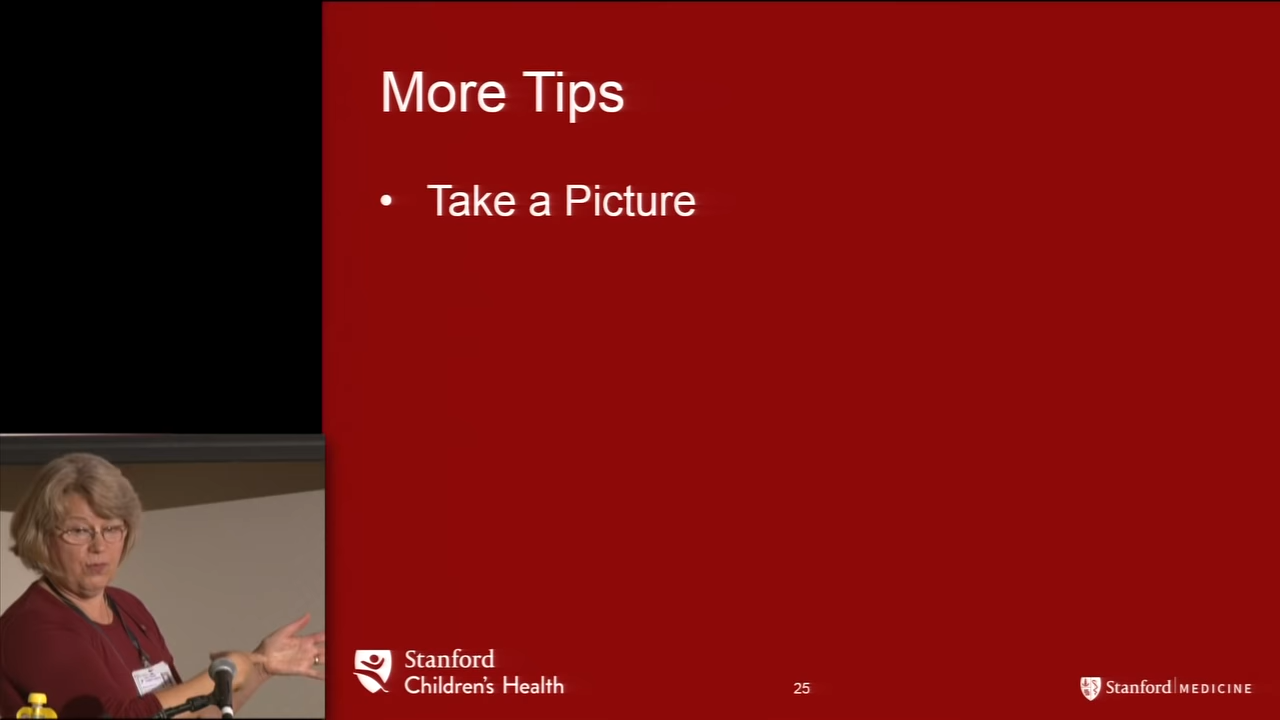 More Tips
• Take a Picture
Stanford
Children's Health
25
Stanford MEDICINE